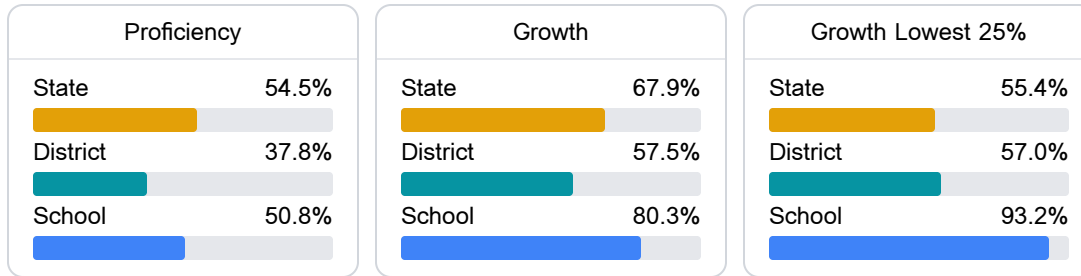 Proficiency
State 54.5%
District 37.8%
School 50.8%
Growth
State 67.9%
District 57.5%
School 80.3%
Growth Lowest 25%
State 55.4%
District 57.0%
School 93.2%